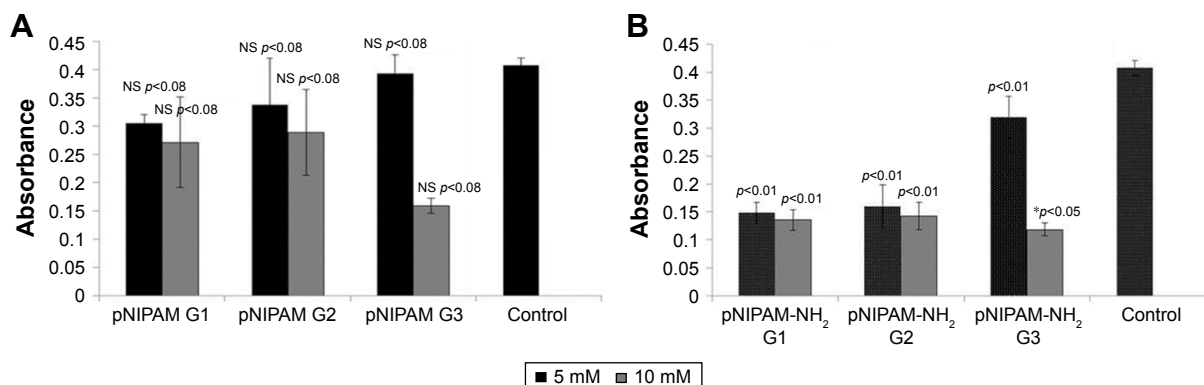 A
Absorbance
0.45
0.4
0.35
0.3
0.25
0.2
0.15
0.1
0.05
0
NS p<0.08
NS p<0.08
NS p<0.08
NS p<0.08
NS p<0.08
NS p<0.08
pNIPAM G1
pNIPAM G2
pNIPAM G3
Control
B
Absorbance
0.45
0.4
0.35
0.3
0.25
0.2
0.15
0.1
0.05
0
p<0.01
p<0.01
p<0.01
p<0.01
p<0.01
*p<0.05
pNIPAM-NH₂
G1
pNIPAM-NH₂
G2
pNIPAM-NH₂
G3
Control
5 mM
10 mM